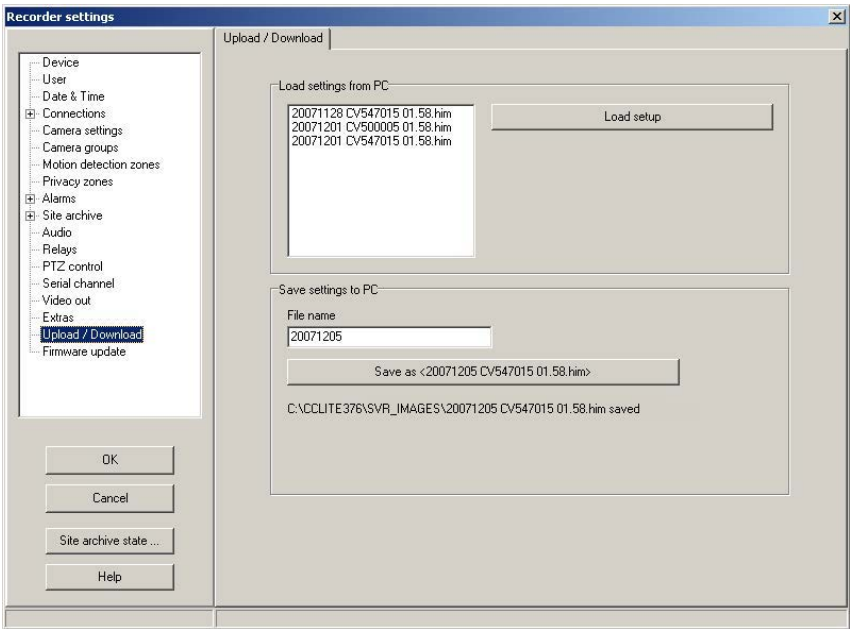 Recorder settings
Upload / Download
Device
User
Date & Time
Connections
Camera settings
Camera groups
Motion detection zones
Privacy zones
Alarms
Site archive
Audio
Relays
PTZ control
Serial channel
Video out
Extras
Upload / Download
Firmware update
OK
Cancel
Site archive state ...
Help
Load settings from PC
20071128 CV547015 01.58.him
20071201 CV500005 01.58.him
20071201 CV547015 01.58.him
Load setup
Save settings to PC
File name
20071205
Save as <20071205 CV547015 01.58.him>
C:\CCLITE376\SVR_IMAGES\20071205 CV547015 01.58.him saved